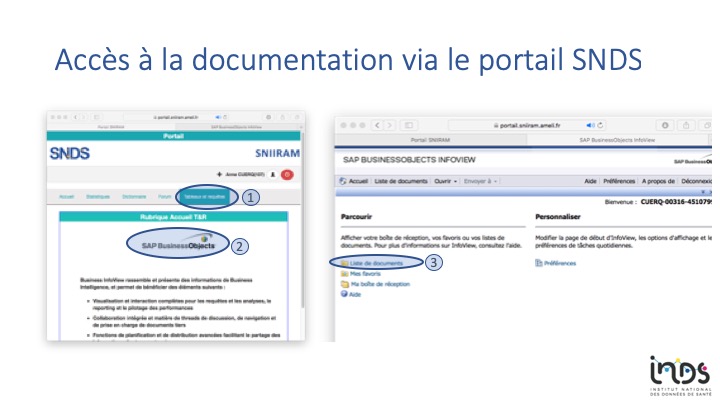 Accès à la documentation via le portail SNDS
portail.sniiram.ameli.fr
Portail SNIIRAM
SAP BusinessObjects InfoView
Portail
SNDS
SNIIRAM
Anne CUERQ(107)
Accueil
Statistiques
Dictionnaire
Forum
Tableaux et requêtes
1
Rubrique Accueil T&R
SAP BusinessObjects
2
Business InfoView rassemble et présente des informations de Business
Intelligence, et permet de bénéficier des éléments suivants :
• Visualisation et interaction complètes pour les requêtes et les analyses, le
reporting et le pilotage des performances
• Collaboration intégrée et matière de threads de discussion, de navigation et
de prise en charge de documents tiers
• Fonctions de planification et de distribution avancées facilitant le partage des
portail.sniiram.ameli.fr
Portail SNIIRAM
SAP BusinessObjects InfoView
SAP BUSINESSOBJECTS INFOVIEW
SAP BusinessOb
Accueil | Liste de documents | Ouvrir | Envoyer à
Aide | Préférences | A propos de | Déconnexio
Bienvenue : CUERQ-00316-4510795
Parcourir
Afficher votre boîte de réception, vos favoris ou vos listes de
documents. Pour plus d'informations sur InfoView, consultez l'aide.
Liste de documents
3
Mes favoris
Ma boîte de réception
Aide
Personnaliser
Modifier la page de début d'InfoView, les options d'affichage et le
préférences de tâches quotidiennes.
Préférences
inds
INSTITUT NATIONAL
DES DONNÉES DE SANTÉ